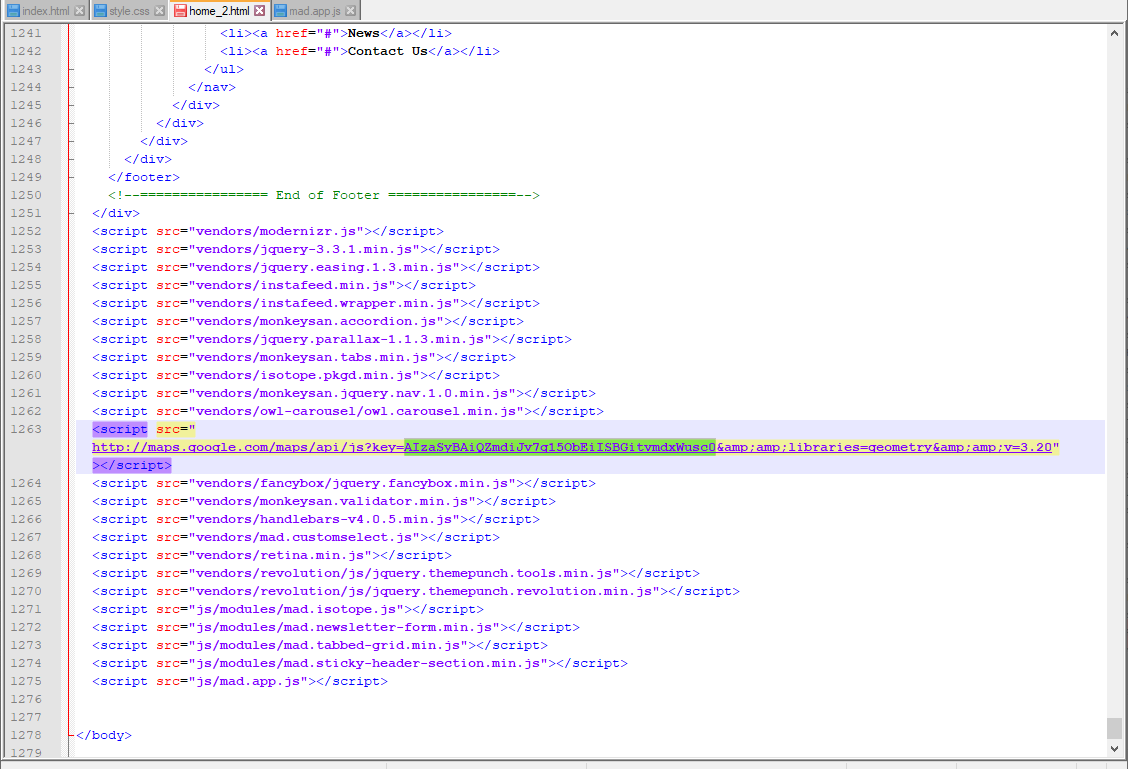 index.html style.css home_2.html mad.app.js
1241 <li><a href="#">News</a></li>
1242 <li><a href="#">Contact Us</a></li>
1243 </ul>
1244 </nav>
1245 </div>
1246 </div>
1247 </div>
1248 </div>
1249 </footer>
1250 <!--================ End of Footer ================-->
1251 </div>
1252 <script src="vendors/modernizr.js"></script>
1253 <script src="vendors/jquery-3.3.1.min.js"></script>
1254 <script src="vendors/jquery.easing.1.3.min.js"></script>
1255 <script src="vendors/instafeed.min.js"></script>
1256 <script src="vendors/instafeed.wrapper.min.js"></script>
1257 <script src="vendors/monkeysan.accordion.js"></script>
1258 <script src="vendors/jquery.parallax-1.1.3.min.js"></script>
1259 <script src="vendors/monkeysan.tabs.min.js"></script>
1260 <script src="vendors/isotope.pkgd.min.js"></script>
1261 <script src="vendors/monkeysan.jquery.nav.1.0.min.js"></script>
1262 <script src="vendors/owl-carousel/owl.carousel.min.js"></script>
1263 <script src="
http://maps.google.com/maps/api/js?key=AIzaSyBAiQZmdiJv7q15ObEiISBGitvmdxWusc0&amp;amp;libraries=geometry&amp;amp;v=3.20"
></script>
1264 <script src="vendors/fancybox/jquery.fancybox.min.js"></script>
1265 <script src="vendors/monkeysan.validator.min.js"></script>
1266 <script src="vendors/handlebars-v4.0.5.min.js"></script>
1267 <script src="vendors/mad.customselect.js"></script>
1268 <script src="vendors/retina.min.js"></script>
1269 <script src="vendors/revolution/js/jquery.themepunch.tools.min.js"></script>
1270 <script src="vendors/revolution/js/jquery.themepunch.revolution.min.js"></script>
1271 <script src="js/modules/mad.isotope.js"></script>
1272 <script src="js/modules/mad.newsletter-form.min.js"></script>
1273 <script src="js/modules/mad.tabbed-grid.min.js"></script>
1274 <script src="js/modules/mad.sticky-header-section.min.js"></script>
1275 <script src="js/mad.app.js"></script>
1276
1277
1278 </body>
1279